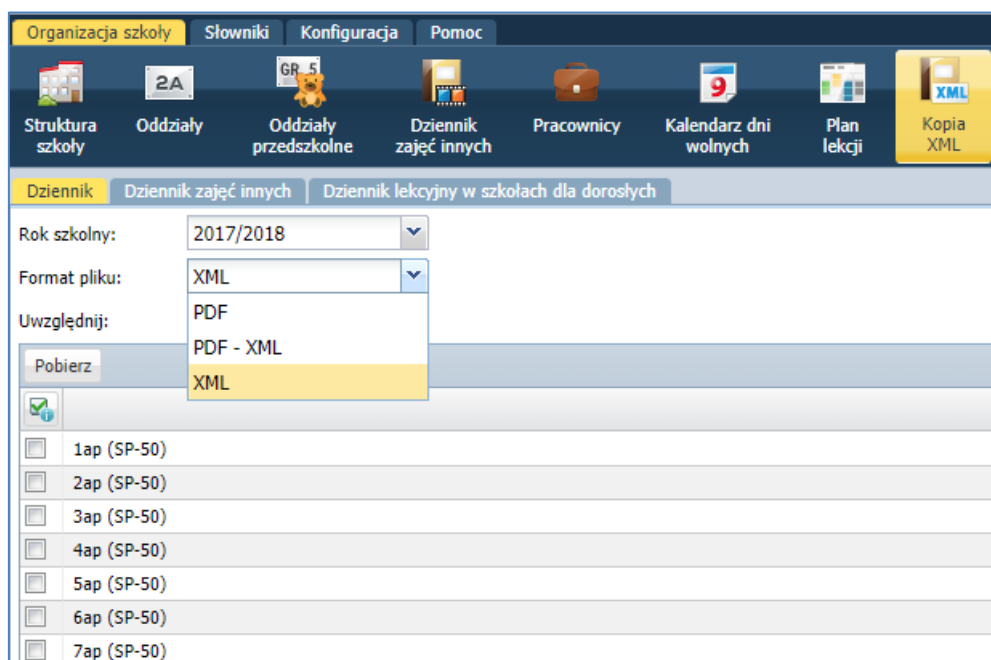 Organizacja szkoły Słowniki Konfiguracja Pomoc
2A GR_5 9 XML
Struktura szkoły Oddziały Oddziały przedszkolne Dziennik zajęć innych Pracownicy Kalendarz dni wolnych Plan lekcji Kopia XML
Dziennik Dziennik zajęć innych Dziennik lekcyjny w szkołach dla dorosłych
Rok szkolny: 2017/2018
Format pliku: XML
PDF
Uwzględnij:
PDF - XML
Pobierz
XML
1ap (SP-50)
2ap (SP-50)
3ap (SP-50)
4ap (SP-50)
5ap (SP-50)
6ap (SP-50)
7ap (SP-50)